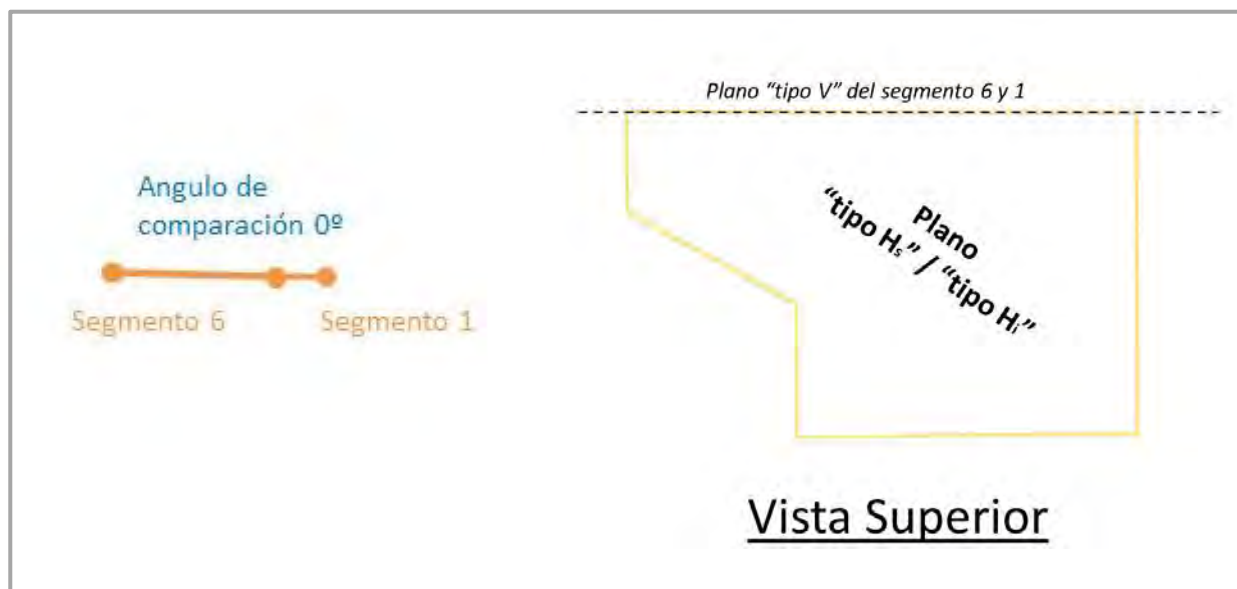 Plano “tipo V” del segmento 6 y 1
Angulo de
comparación 0º
Segmento 6
Segmento 1
Plano
“tipo Hs” / “tipo Hi”
Vista Superior